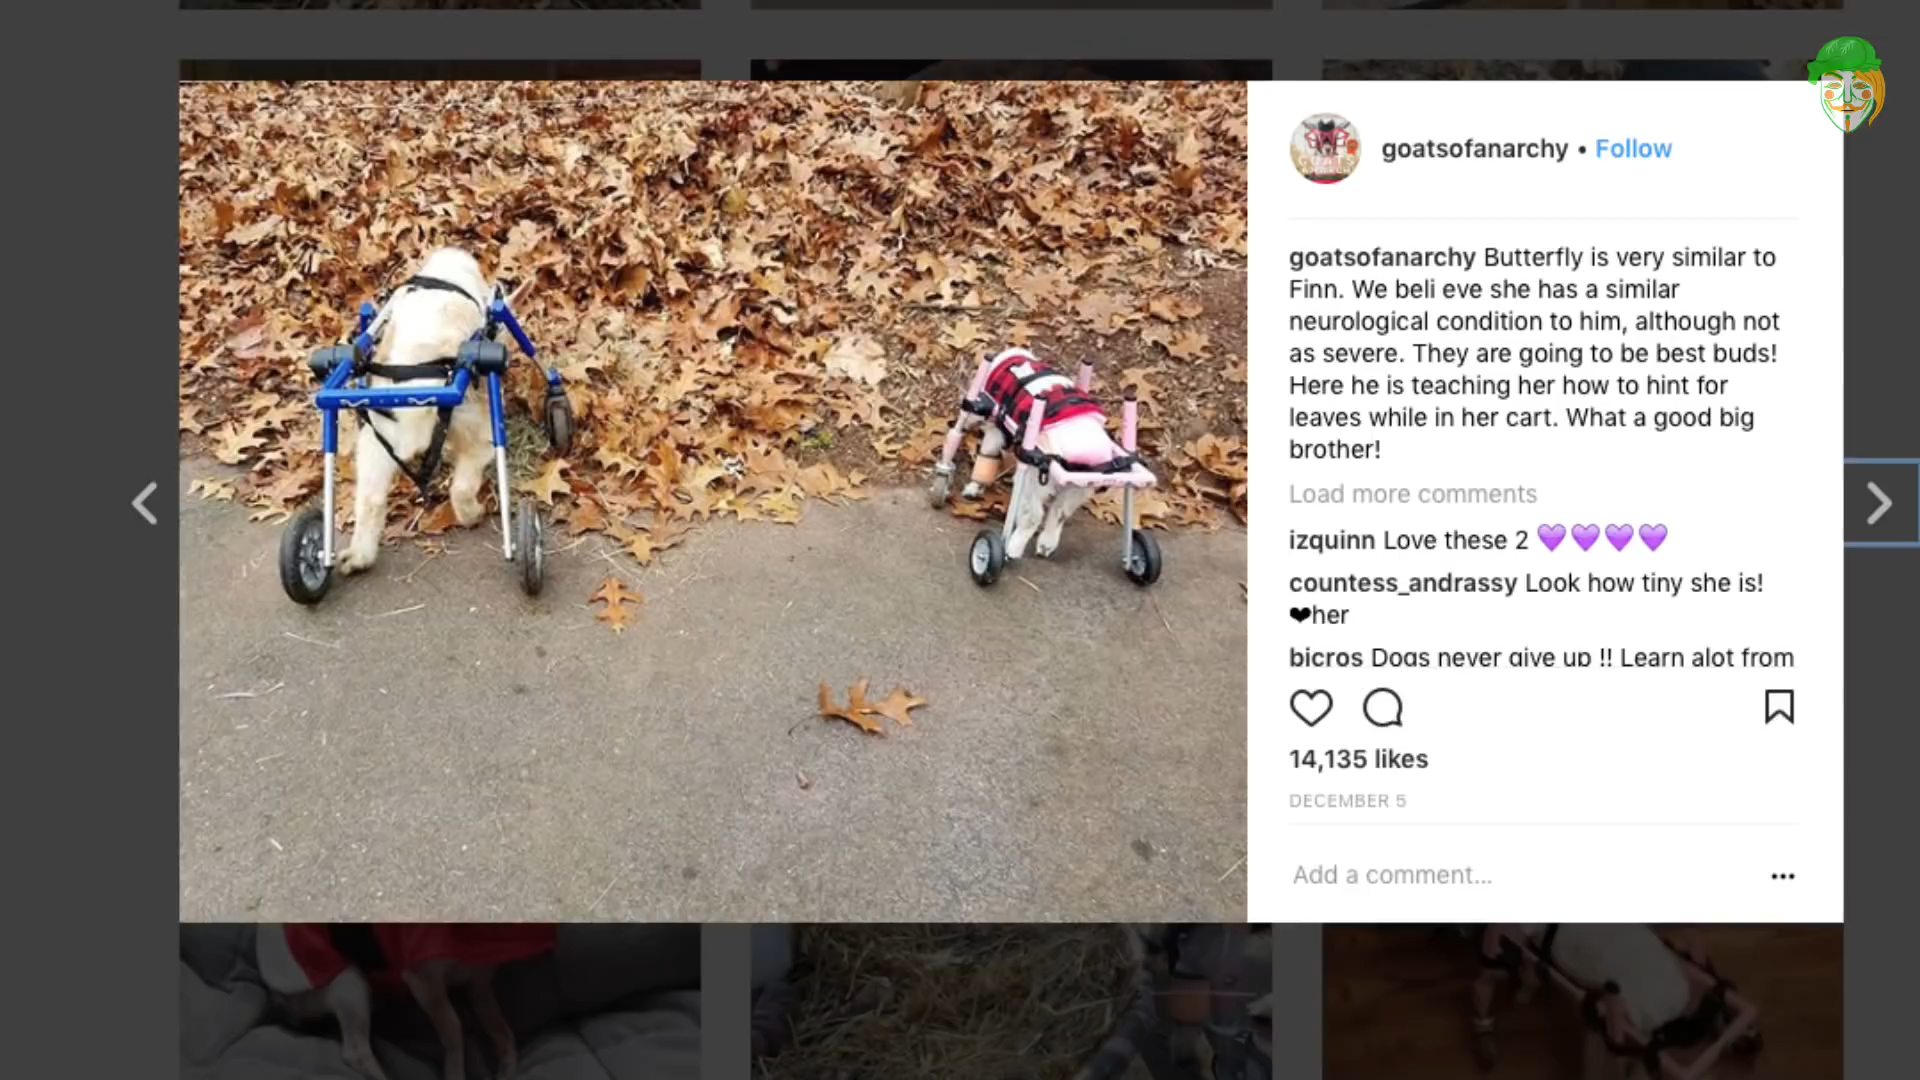 goatsofanarchy • Follow
goatsofanarchy Butterfly is very similar to
Finn. We beli eve she has a similar
neurological condition to him, although not
as severe. They are going to be best buds!
Here he is teaching her how to hint for
leaves while in her cart. What a good big
brother!
Load more comments
izquinn Love these 2 💜💜💜💜
countess_andrassy Look how tiny she is!
❤her
bicros Dogs never give up !! Learn alot from
14,135 likes
DECEMBER 5
Add a comment...